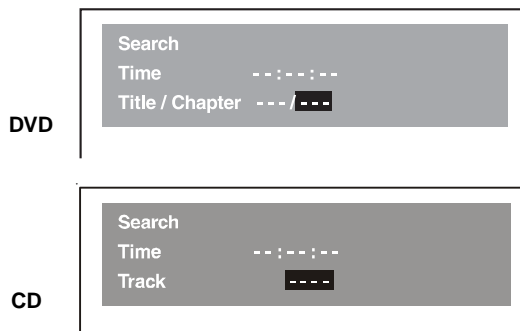 DVD
Search
Time --:--:--
Title / Chapter ---/---
CD
Search
Time --:--:--
Track ----